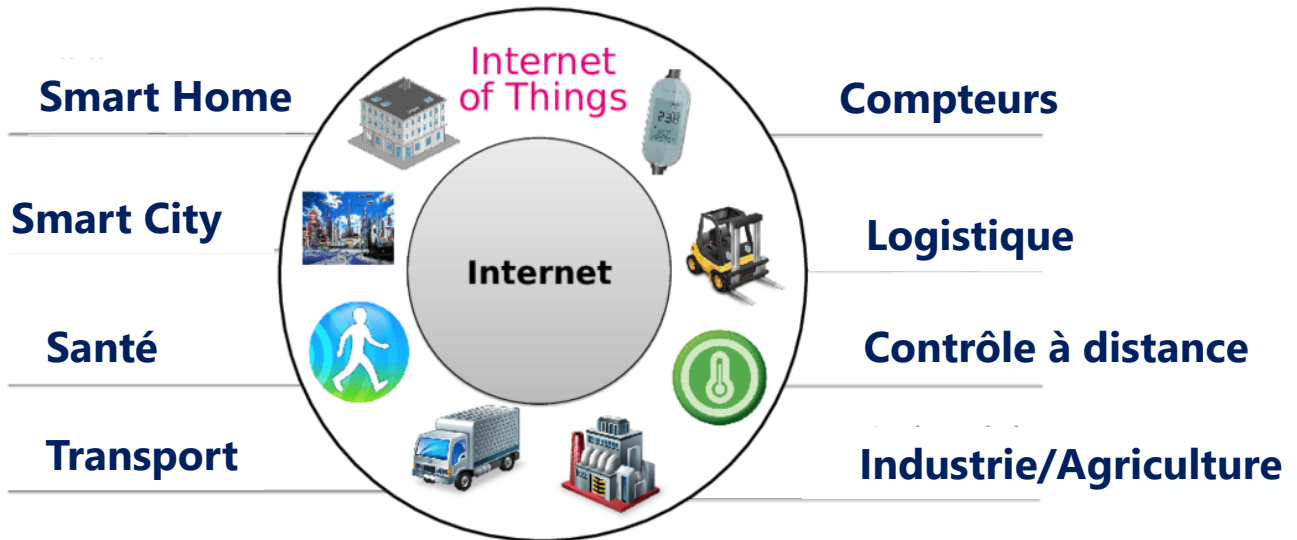 Internet
of Things
Smart Home
Compteurs
Smart City
Logistique
Internet
Santé
Contrôle à distance
Transport
Industrie/Agriculture